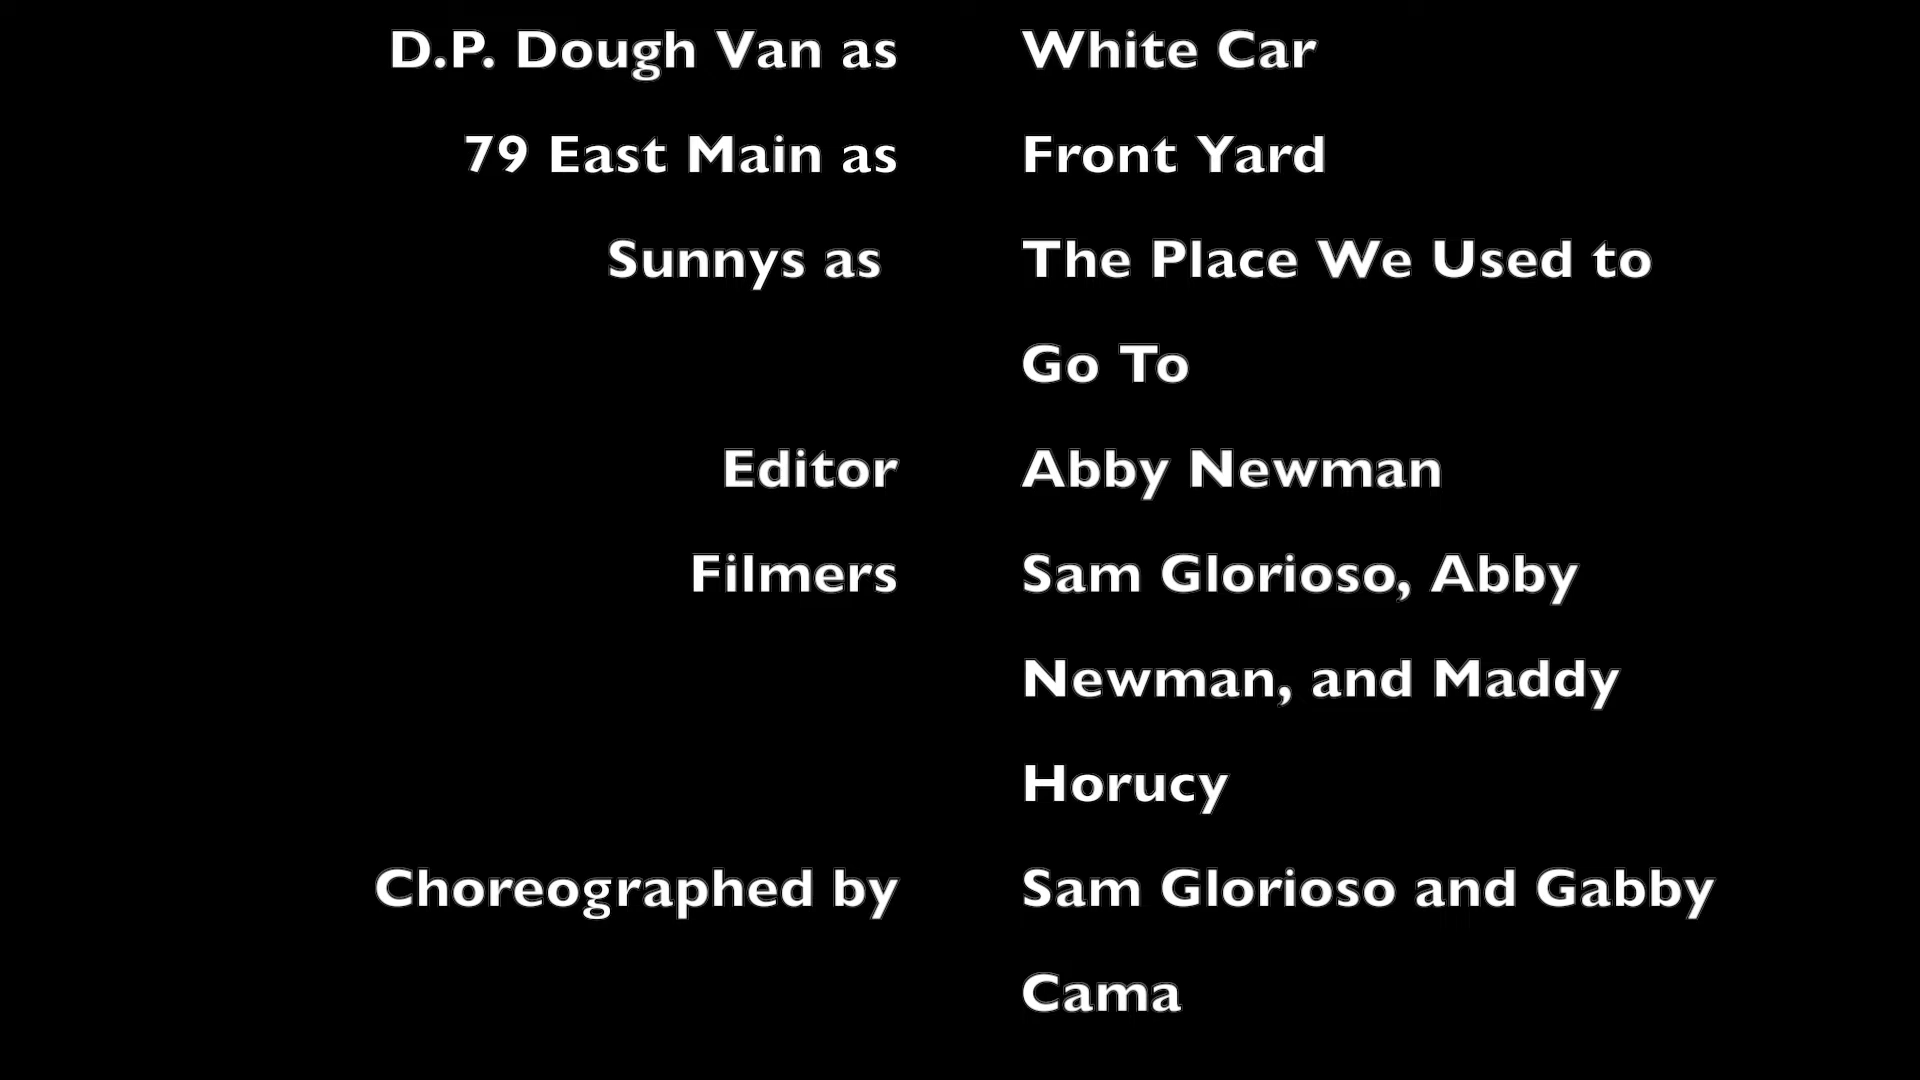 D.P. Dough Van as White Car
79 East Main as Front Yard
Sunnys as The Place We Used to
Go To
Editor Abby Newman
Filmers Sam Glorioso, Abby
Newman, and Maddy
Horucy
Choreographed by Sam Glorioso and Gabby
Cama